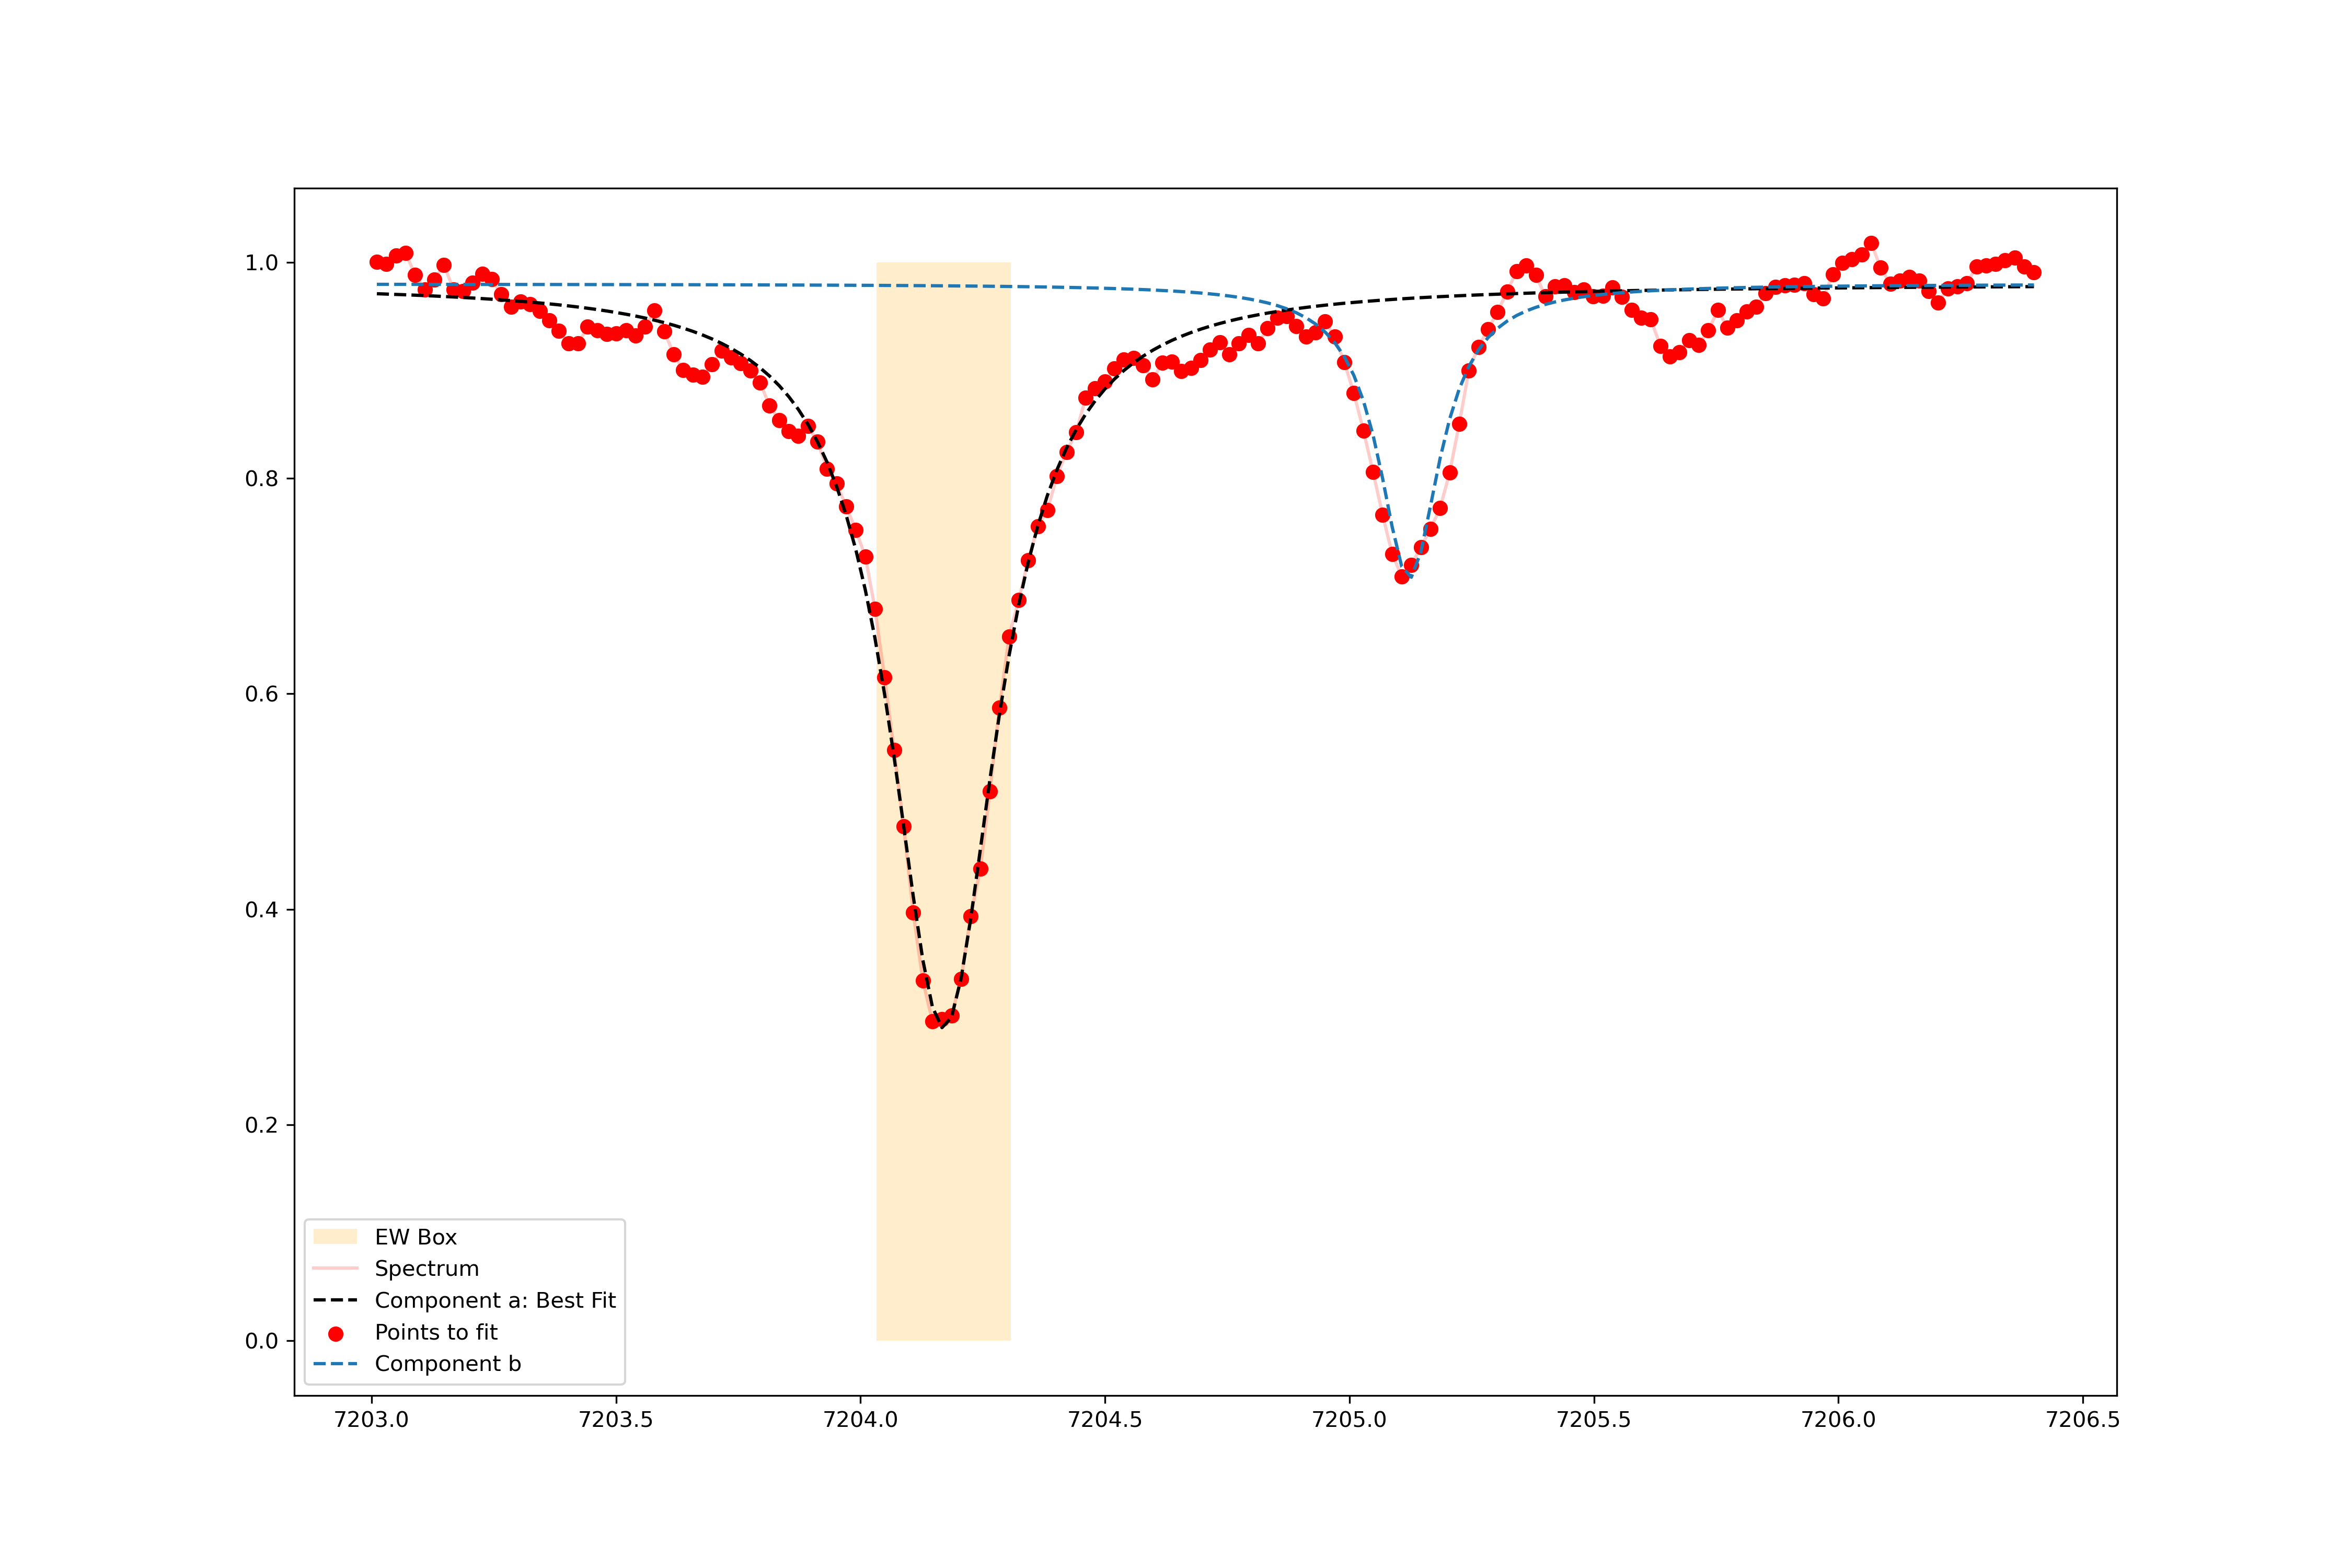 1.0
0.8
0.6
0.4
0.2
0.0
EW Box
Spectrum
Component a: Best Fit
Points to fit
Component b
7203.0 7203.5 7204.0 7204.5 7205.0 7205.5 7206.0 7206.5